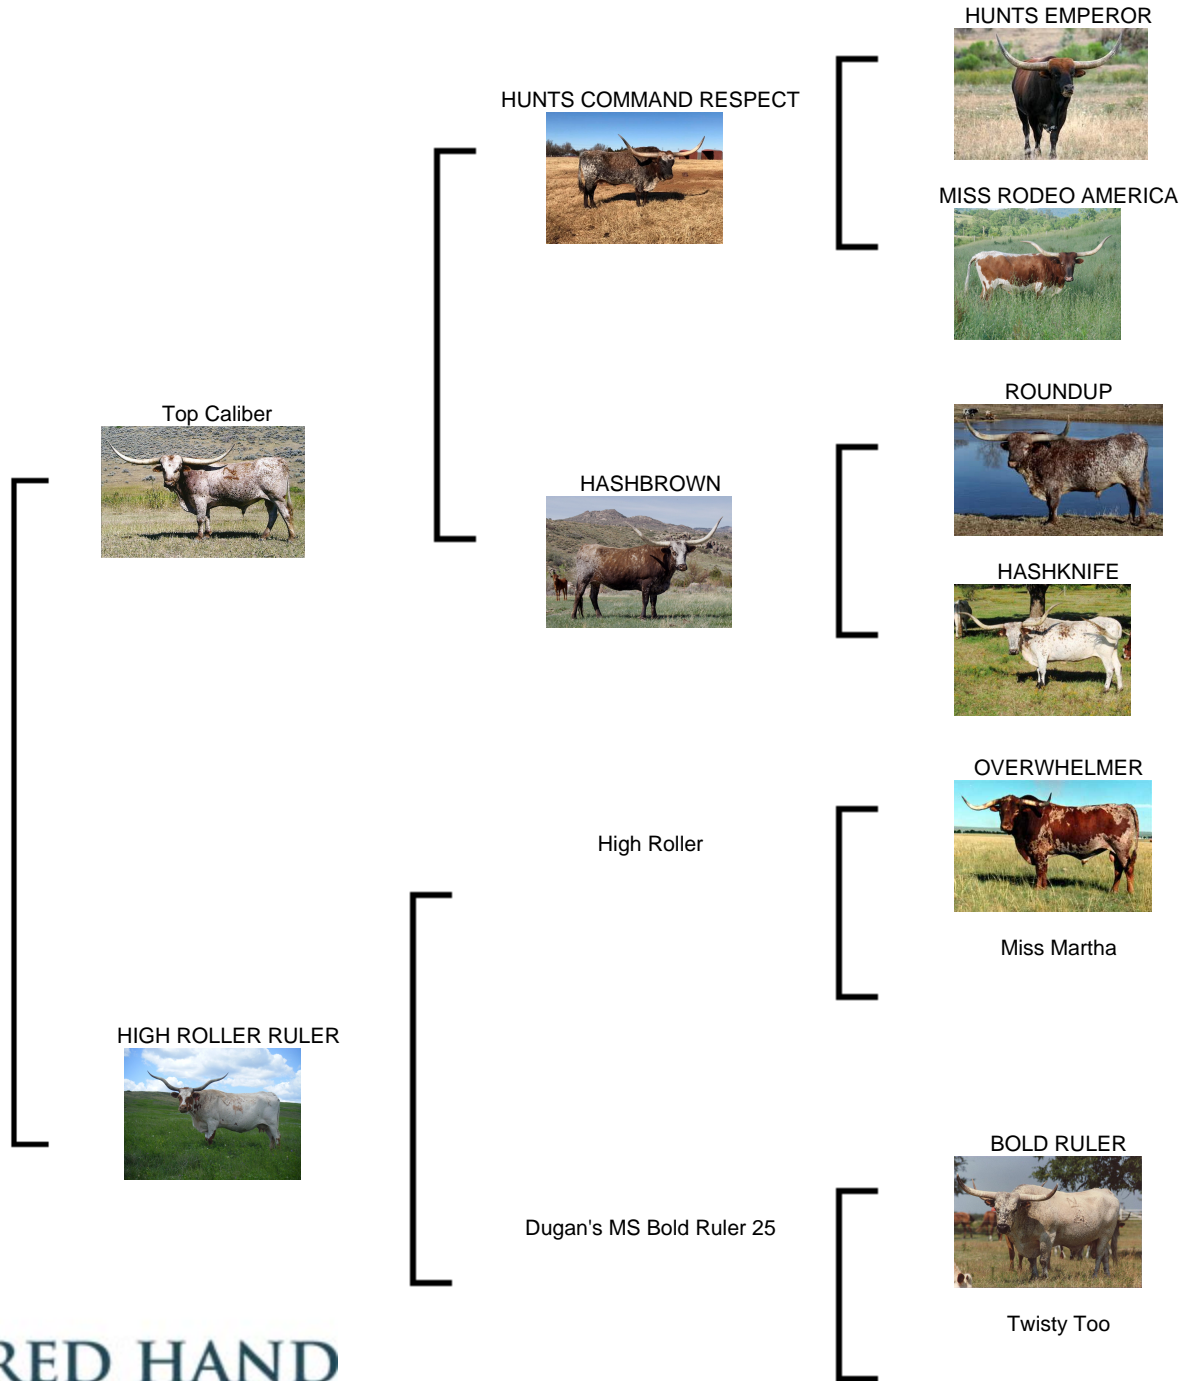 HUNTS EMPEROR
HUNTS COMMAND RESPECT
MISS RODEO AMERICA
ROUNDUP
Top Caliber
HASHBROWN
HASHKNIFE
OVERWHELMER
High Roller
Miss Martha
HIGH ROLLER RULER
BOLD RULER
Dugan's MS Bold Ruler 25
Twisty Too
RED HAND